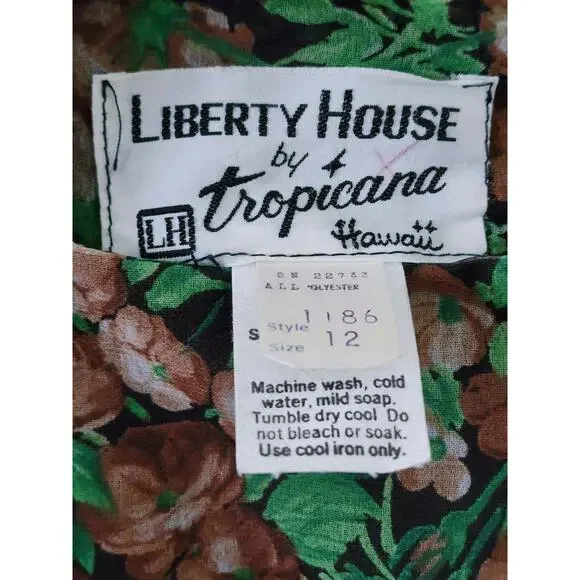 LIBERTY HOUSE
by
tropicana
LH
Hawaii
RN 22733
ALL POLYESTER
Style 1186
Size 12
Machine wash, cold
water, mild soap.
Tumble dry cool Do
not bleach or soak.
Use cool iron only.